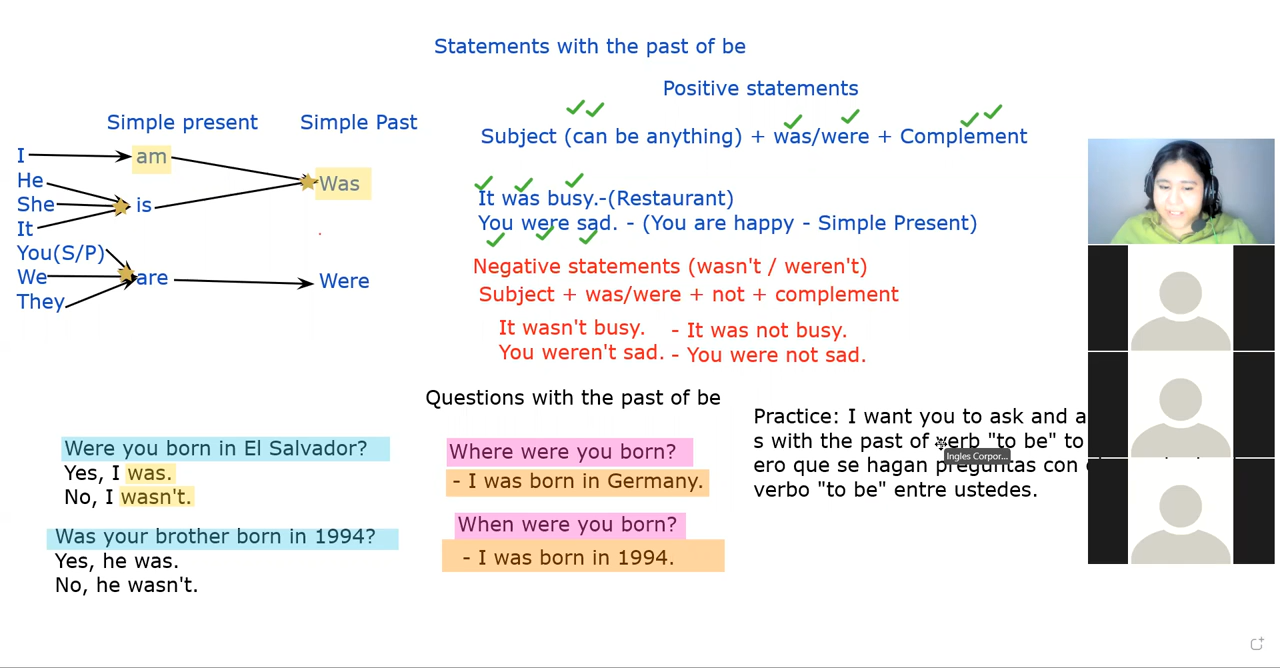 Statements with the past of be
Positive statements
Simple present
Simple Past
Subject (can be anything) + was/were + Complement
I
am
He
Was
She
is
It
It was busy.-(Restaurant)
You were sad. - (You are happy - Simple Present)
You(S/P)
We
are
Were
They
Negative statements (wasn't / weren't)
Subject + was/were + not + complement
It wasn't busy. - It was not busy.
You weren't sad. - You were not sad.
Questions with the past of be
Were you born in El Salvador?
Yes, I was.
No, I wasn't.
Was your brother born in 1994?
Yes, he was.
No, he wasn't.
Where were you born?
- I was born in Germany.
When were you born?
- I was born in 1994.
Practice: I want you to ask and a
s with the past of verb "to be" to
Ingles Corpor...
ero que se hagan preguntas con
verbo "to be" entre ustedes.